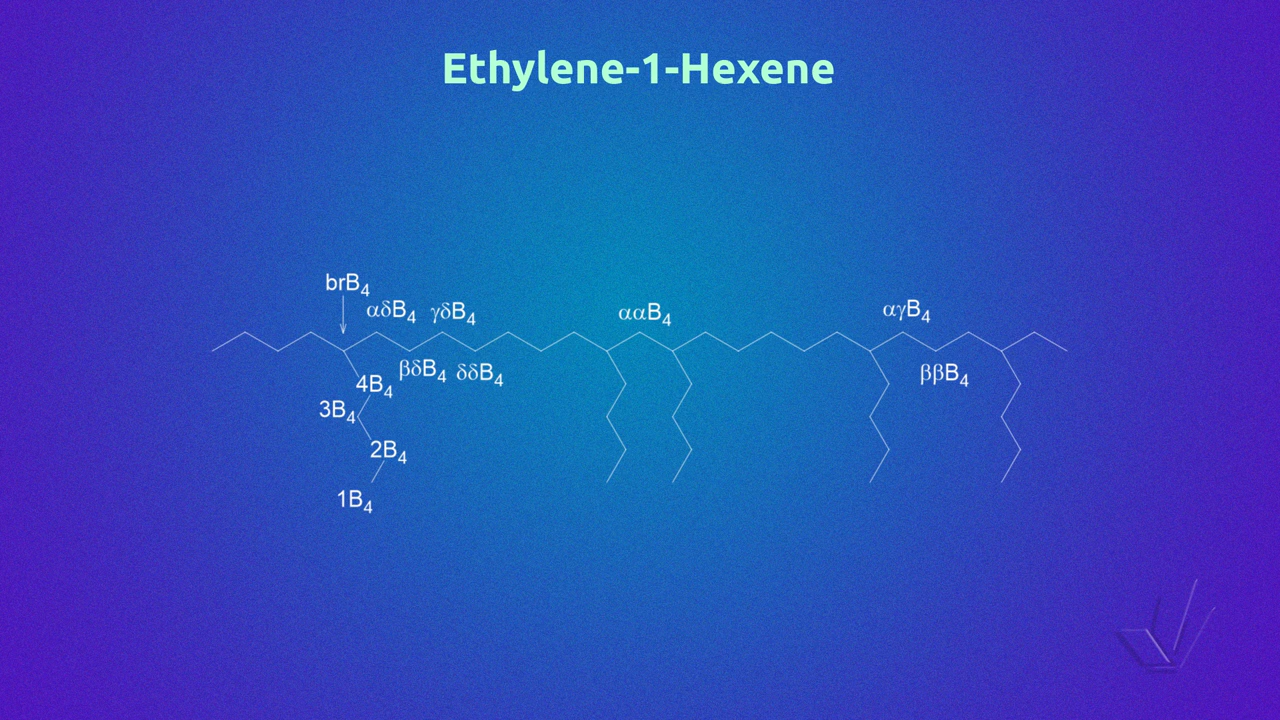 Ethylene-1-Hexene
brB₄
αδB₄ γδB₄ ααB₄ αγB₄
βδB₄ δδB₄ ββB₄
4B₄
3B₄
2B₄
1B₄